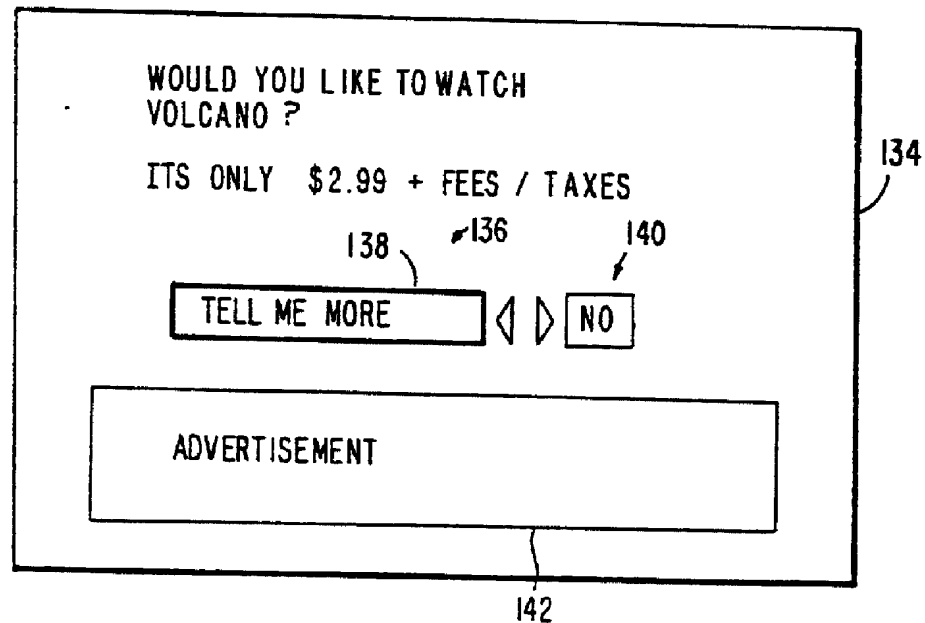 WOULD YOU LIKE TO WATCH
VOLCANO ?
ITS ONLY $2.99 + FEES / TAXES
134
136
138
140
TELL ME MORE
NO
ADVERTISEMENT
142